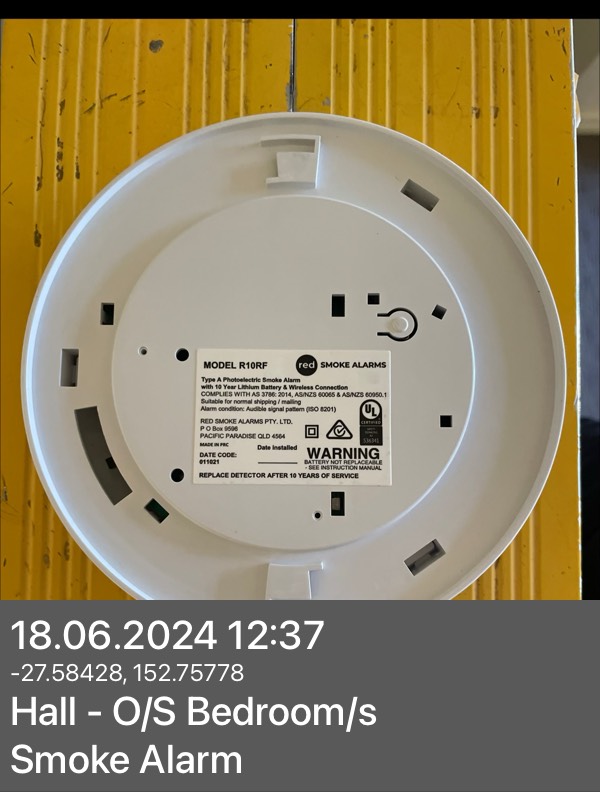 MODEL R10RF
red SMOKE ALARMS
Type A Photoelectric Smoke Alarm
with 10 Year Lithium Battery & Wireless Connection
COMPLIES WITH AS 3786: 2014, AS/NZS 60065 & AS/NZS 60950.1
Suitable for normal shipping / mailing
Alarm condition: Audible signal pattern (ISO 8201)
RED SMOKE ALARMS PTY. LTD.
P O Box 9596
PACIFIC PARADISE QLD 4564
MADE IN PRC
DATE CODE:
011021
Date installed
UL
CERTIFIED
WARNING
BATTERY NOT REPLACEABLE
- SEE INSTRUCTION MANUAL
REPLACE DETECTOR AFTER 10 YEARS OF SERVICE
18.06.2024 12:37
-27.58428, 152.75778
Hall - O/S Bedroom/s
Smoke Alarm